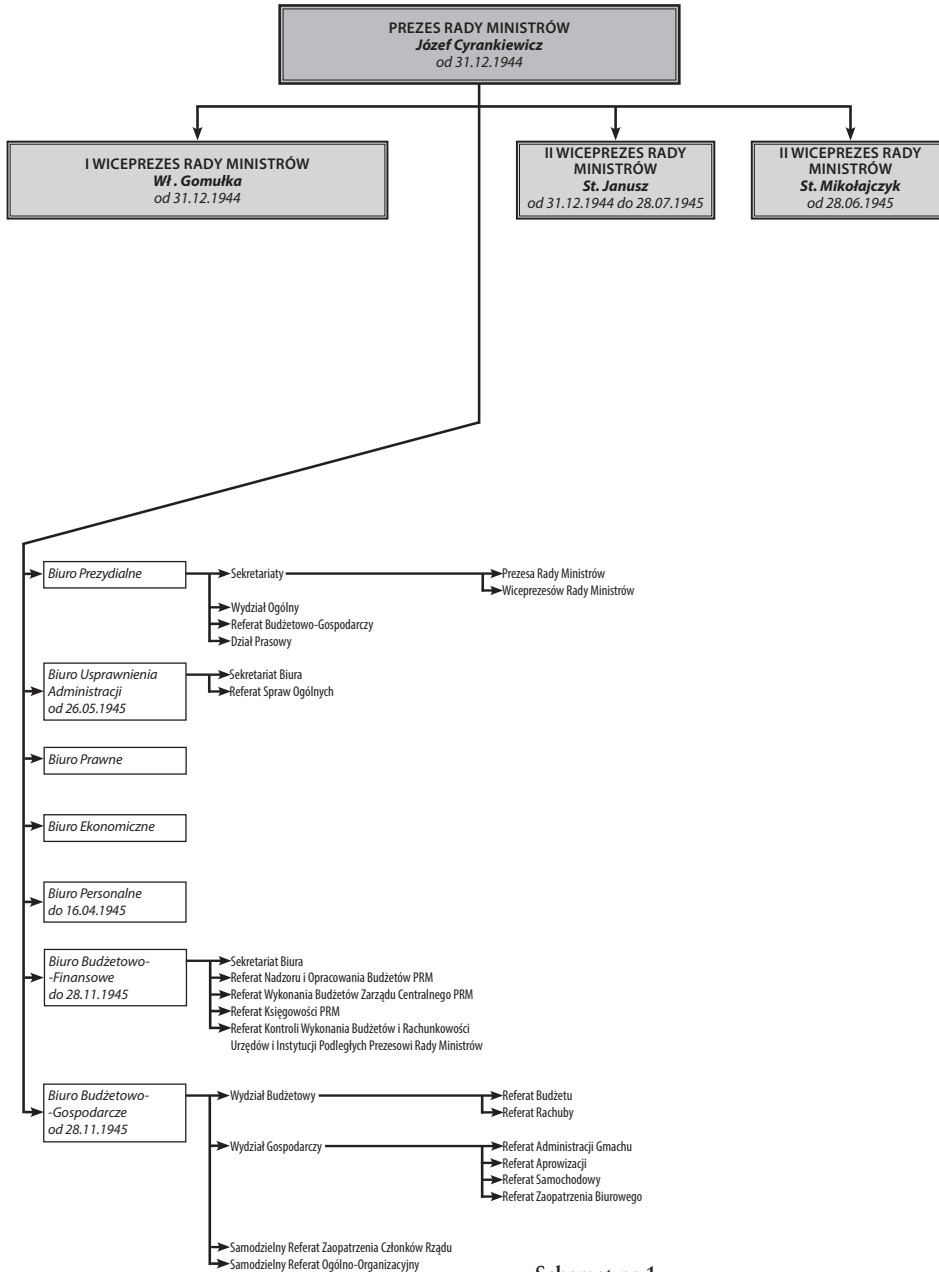 PREZES RADY MINISTRÓW
Józef Cyrankiewicz
od 31.12.1944
I WICEPREZES RADY MINISTRÓW
Wł . Gomułka
od 31.12.1944
II WICEPREZES RADY
MINISTRÓW
St. Janusz
od 31.12.1944 do 28.07.1945
II WICEPREZES RADY
MINISTRÓW
St. Mikołajczyk
od 28.06.1945
Biuro Prezydialne
Sekretariaty
Prezesa Rady Ministrów
Wiceprezesów Rady Ministrów
Wydział Ogólny
Referat Budżetowo-Gospodarczy
Dział Prasowy
Biuro Usprawnienia
Administracji
od 26.05.1945
Sekretariat Biura
Referat Spraw Ogólnych
Biuro Prawne
Biuro Ekonomiczne
Biuro Personalne
do 16.04.1945
Biuro Budżetowo-
-Finansowe
do 28.11.1945
Sekretariat Biura
Referat Nadzoru i Opracowania Budżetów PRM
Referat Wykonania Budżetów Zarządu Centralnego PRM
Referat Księgowości PRM
Referat Kontroli Wykonania Budżetów i Rachunkowości
Urzędów i Instytucji Podległych Prezesowi Rady Ministrów
Biuro Budżetowo-
-Gospodarcze
od 28.11.1945
Wydział Budżetowy
Referat Budżetu
Referat Rachuby
Wydział Gospodarczy
Referat Administracji Gmachu
Referat Aprowizacji
Referat Samochodowy
Referat Zaopatrzenia Biurowego
Samodzielny Referat Zaopatrzenia Członków Rządu
Samodzielny Referat Ogólno-Organizacyjny